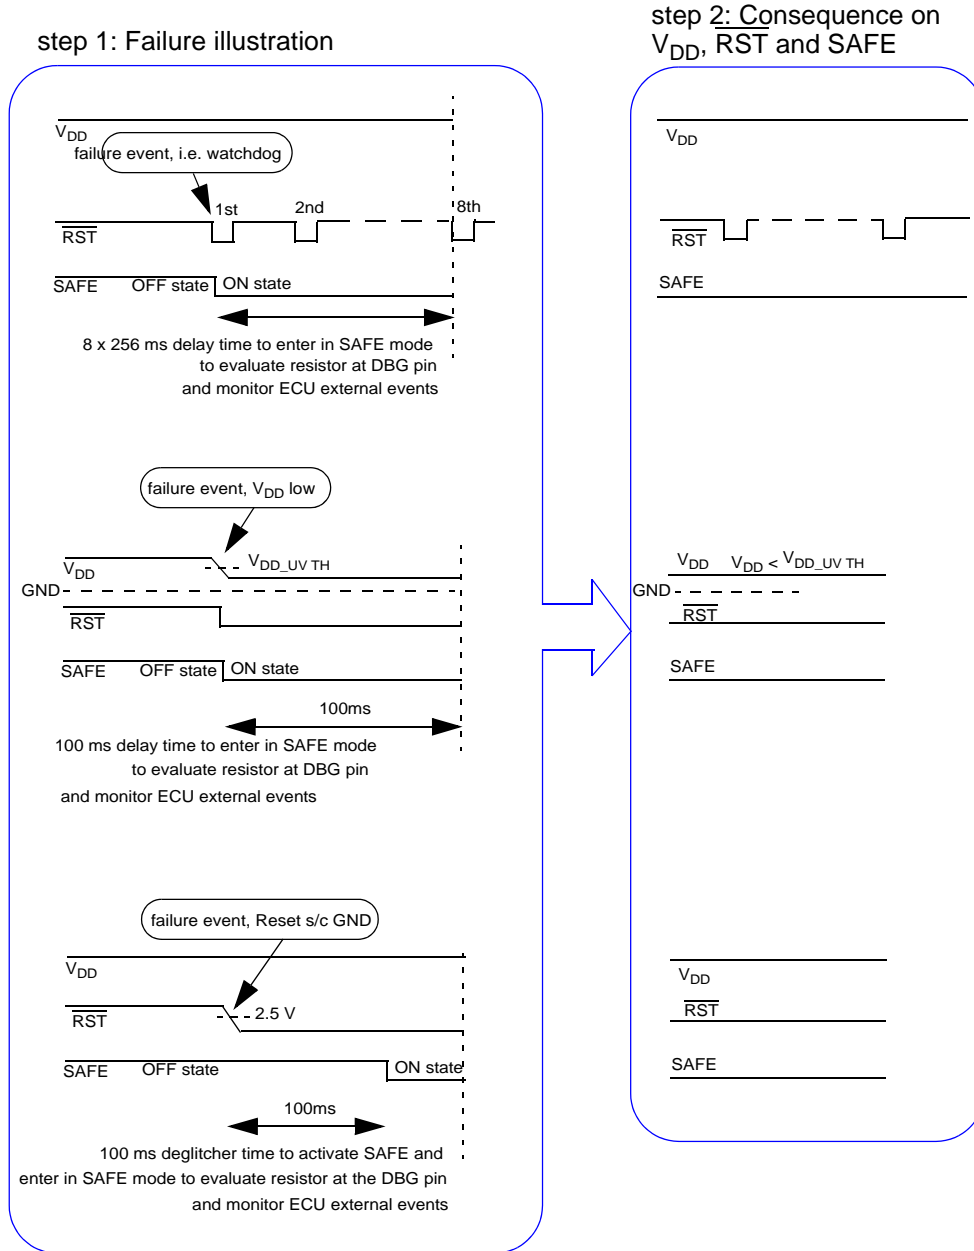 step 1: Failure illustration
step 2: Consequence on
VDD, RST and SAFE
VDD
failure event, i.e. watchdog
1st 2nd 8th
RST
SAFE OFF state ON state
8 x 256 ms delay time to enter in SAFE mode
to evaluate resistor at DBG pin
and monitor ECU external events
failure event, VDD low
VDD VDD_UV TH
GND
RST
SAFE OFF state ON state
100ms
100 ms delay time to enter in SAFE mode
to evaluate resistor at DBG pin
and monitor ECU external events
failure event, Reset s/c GND
VDD
RST 2.5 V
SAFE OFF state ON state
100ms
100 ms deglitcher time to activate SAFE and
enter in SAFE mode to evaluate resistor at the DBG pin
and monitor ECU external events
VDD
RST
SAFE
VDD VDD < VDD_UV TH
GND
RST
SAFE
VDD
RST
SAFE